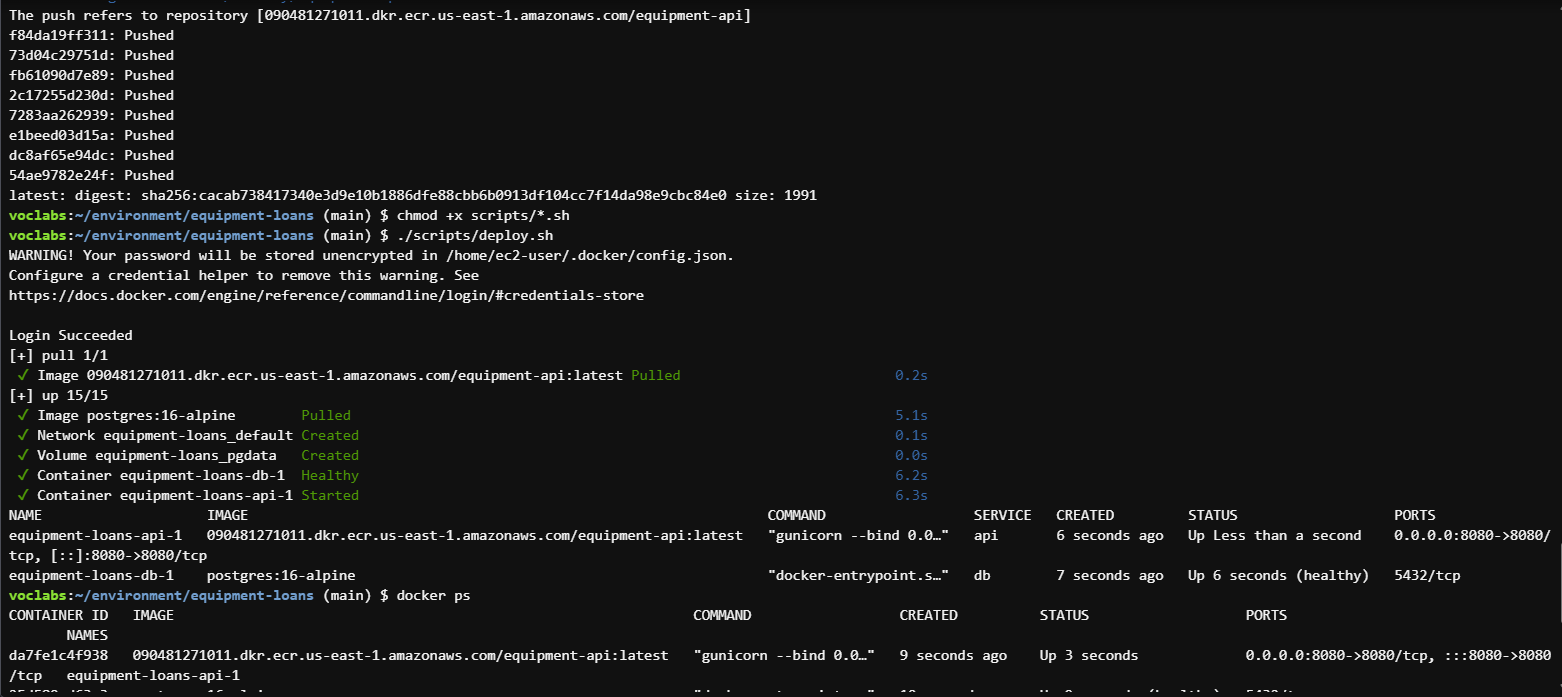 The push refers to repository [090481271011.dkr.ecr.us-east-1.amazonaws.com/equipment-api]
f84da19ff311: Pushed
73d04c29751d: Pushed
fb61090d7e89: Pushed
2c17255d230d: Pushed
7283aa262939: Pushed
e1beed03d15a: Pushed
dc8af65e94dc: Pushed
54ae9782e24f: Pushed
latest: digest: sha256:cacab738417340e3d9e10b1886dfe88cbb6b0913df104cc7f14da98e9cbc84e0 size: 1991
voclabs:~/environment/equipment-loans (main) $ chmod +x scripts/*.sh
voclabs:~/environment/equipment-loans (main) $ ./scripts/deploy.sh
WARNING! Your password will be stored unencrypted in /home/ec2-user/.docker/config.json.
Configure a credential helper to remove this warning. See
https://docs.docker.com/engine/reference/commandline/login/#credentials-store
Login Succeeded
[+] pull 1/1
✓ Image 090481271011.dkr.ecr.us-east-1.amazonaws.com/equipment-api:latest Pulled 0.2s
[+] up 15/15
✓ Image postgres:16-alpine Pulled 5.1s
✓ Network equipment-loans_default Created 0.1s
✓ Volume equipment-loans_pgdata Created 0.0s
✓ Container equipment-loans-db-1 Healthy 6.2s
✓ Container equipment-loans-api-1 Started 6.3s
NAME IMAGE COMMAND SERVICE CREATED STATUS PORTS
equipment-loans-api-1 090481271011.dkr.ecr.us-east-1.amazonaws.com/equipment-api:latest "gunicorn --bind 0.0…" api 6 seconds ago Up Less than a second 0.0.0.0:8080->8080/
tcp, [::]:8080->8080/tcp
equipment-loans-db-1 postgres:16-alpine "docker-entrypoint.s…" db 7 seconds ago Up 6 seconds (healthy) 5432/tcp
voclabs:~/environment/equipment-loans (main) $ docker ps
CONTAINER ID IMAGE COMMAND CREATED STATUS PORTS
NAMES
da7fe1c4f938 090481271011.dkr.ecr.us-east-1.amazonaws.com/equipment-api:latest "gunicorn --bind 0.0…" 9 seconds ago Up 3 seconds 0.0.0.0:8080->8080/tcp, :::8080->8080
/tcp equipment-loans-api-1